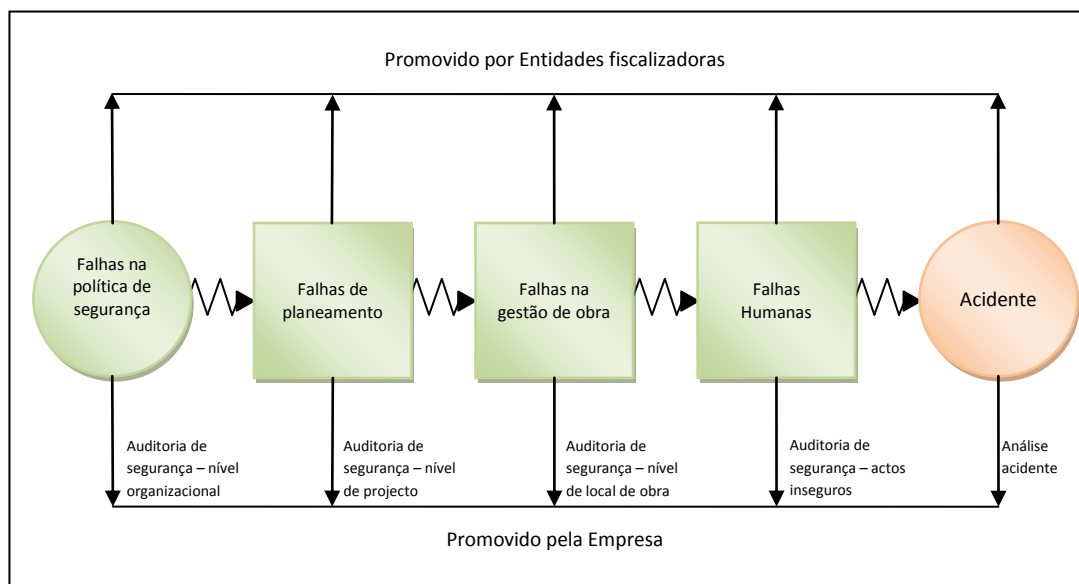 Promovido por Entidades fiscalizadoras
Falhas na
política de
segurança
Falhas de
planeamento
Falhas na
gestão de obra
Falhas
Humanas
Acidente
Auditoria de
segurança – nível
organizacional
Auditoria de
segurança – nível
de projecto
Auditoria de
segurança – nível
de local de obra
Auditoria de
segurança – actos
inseguros
Análise
acidente
Promovido pela Empresa